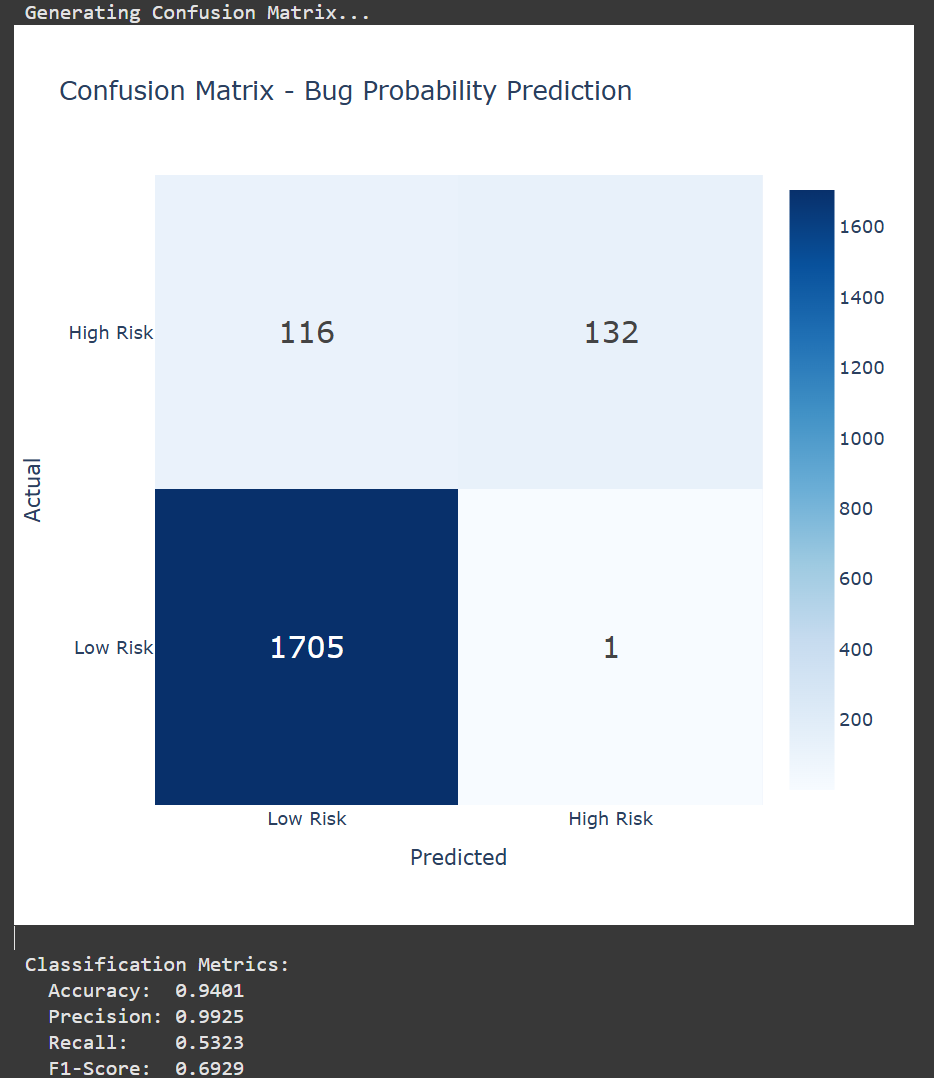 Generating Confusion Matrix...
Confusion Matrix - Bug Probability Prediction
1600
1400
1200
1000
800
600
400
200
Actual
High Risk
116
132
Low Risk
1705
1
Low Risk
High Risk
Predicted
Classification Metrics:
Accuracy: 0.9401
Precision: 0.9925
Recall: 0.5323
F1-Score: 0.6929